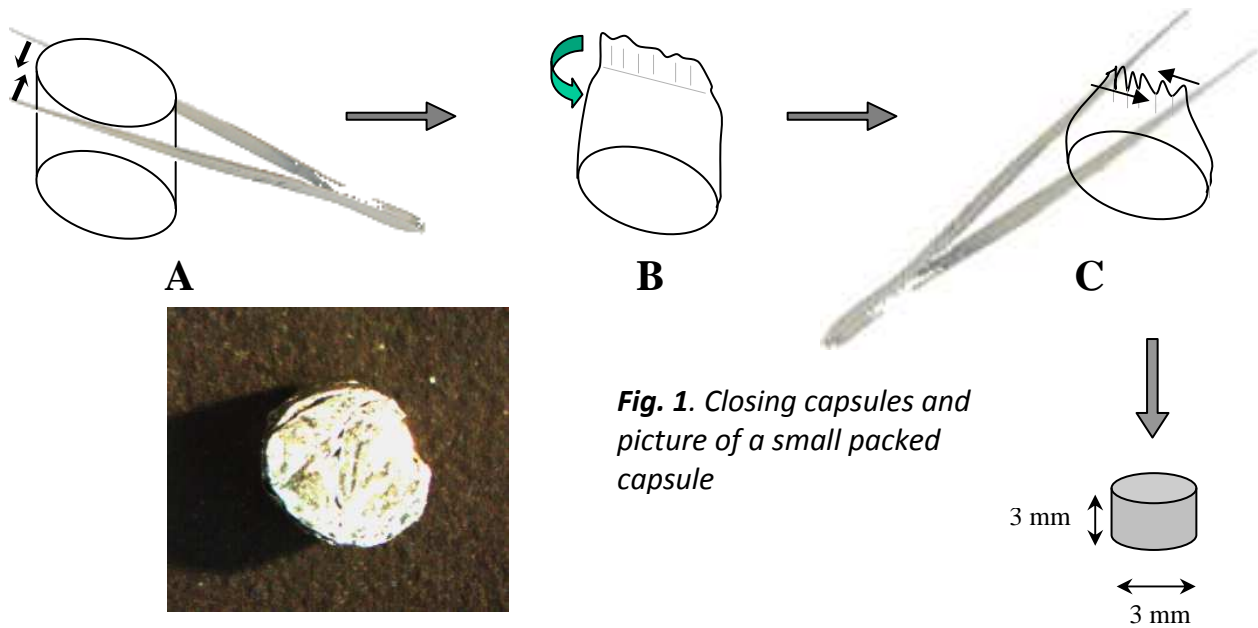 A
B
C
Fig. 1. Closing capsules and
picture of a small packed
capsule
3 mm
3 mm